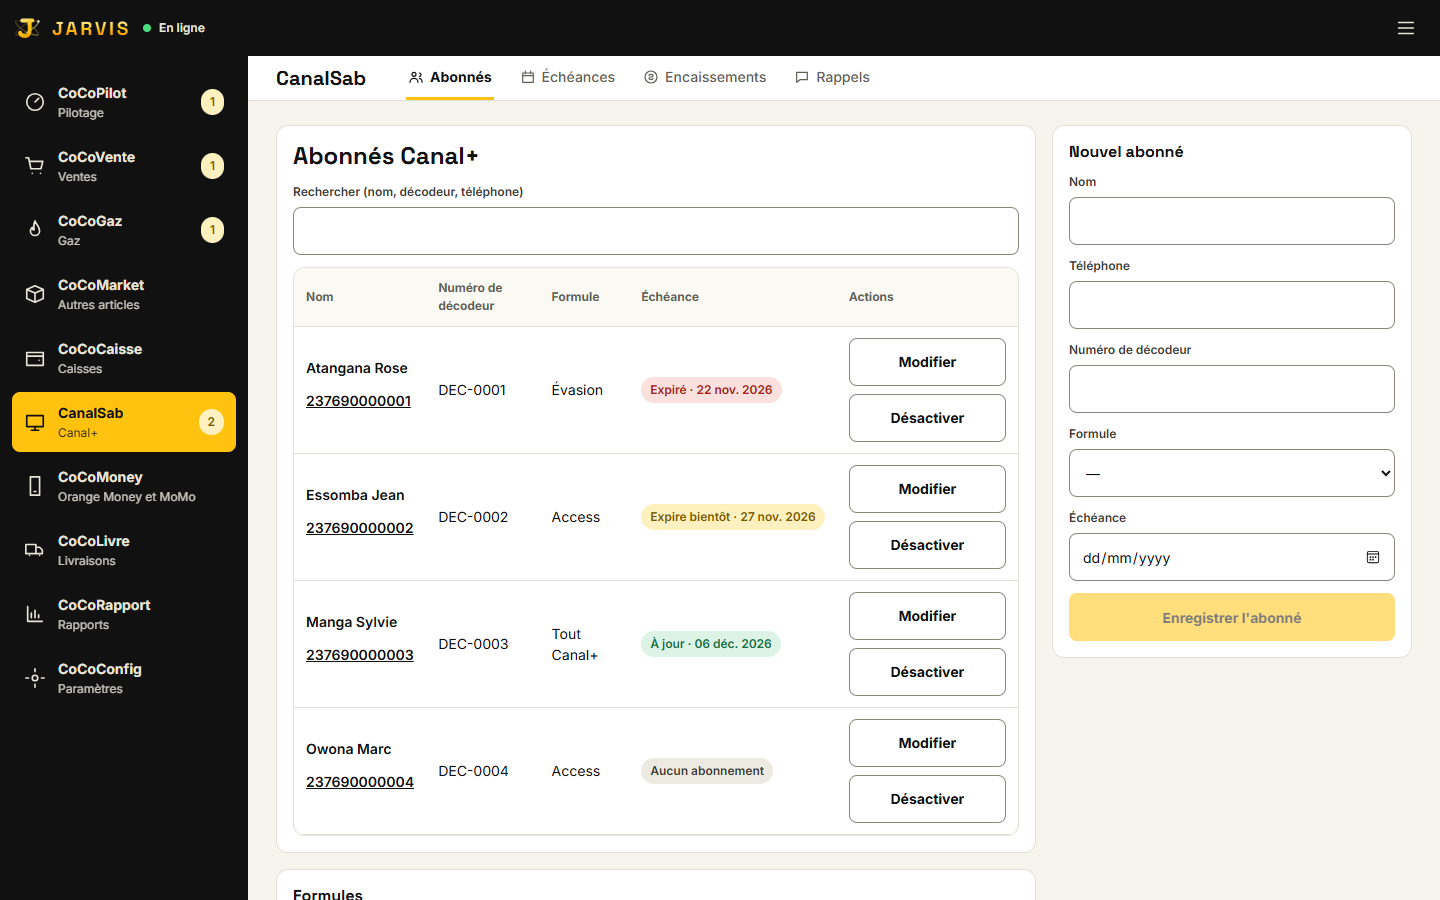 JARVIS
En ligne
CoCoPilot
Pilotage
1
CoCoVente
Ventes
1
CoCoGaz
Gaz
1
CoCoMarket
Autres articles
CoCoCaisse
Caisses
CanalSab
Canal+
2
CoCoMoney
Orange Money et MoMo
CoCoLivre
Livraisons
CoCoRapport
Rapports
CoCoConfig
Paramètres
CanalSab
Abonnés
Échéances
Encaissements
Rappels
Abonnés Canal+
Rechercher (nom, décodeur, téléphone)
Nom
Numéro de
décodeur
Formule
Échéance
Actions
Atangana Rose
237690000001
DEC-0001
Évasion
Expiré · 22 nov. 2026
Modifier
Désactiver
Essomba Jean
237690000002
DEC-0002
Access
Expire bientôt · 27 nov. 2026
Modifier
Désactiver
Manga Sylvie
237690000003
DEC-0003
Tout
Canal+
À jour · 06 déc. 2026
Modifier
Désactiver
Owona Marc
237690000004
DEC-0004
Access
Aucun abonnement
Modifier
Désactiver
Formules
Nouvel abonné
Nom
Téléphone
Numéro de décodeur
Formule
—
Échéance
dd/mm/yyyy
Enregistrer l'abonné